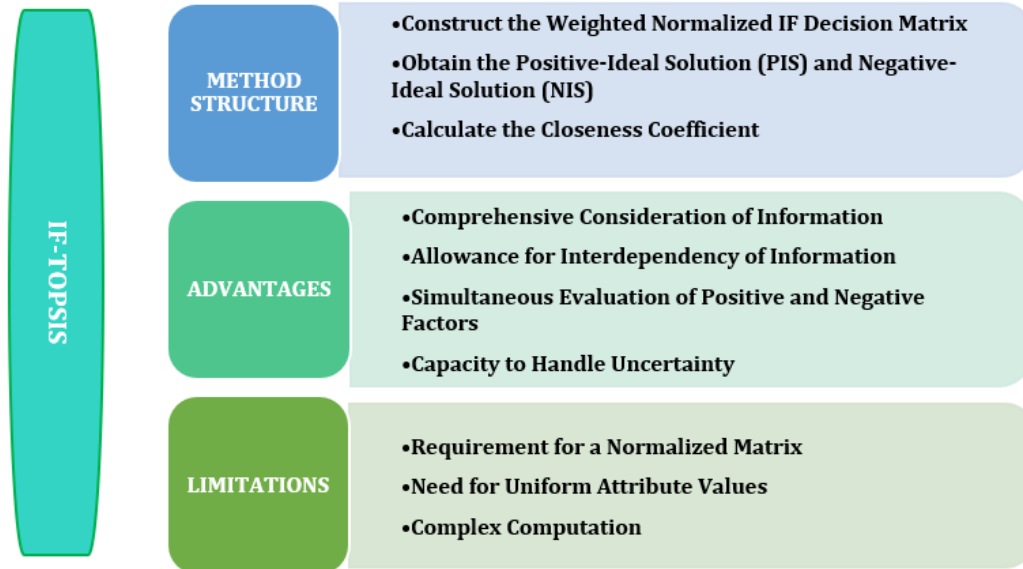 IF-TOPSIS
METHOD
STRUCTURE
•Construct the Weighted Normalized IF Decision Matrix
•Obtain the Positive-Ideal Solution (PIS) and Negative-
Ideal Solution (NIS)
•Calculate the Closeness Coefficient
ADVANTAGES
•Comprehensive Consideration of Information
•Allowance for Interdependency of Information
•Simultaneous Evaluation of Positive and Negative
Factors
•Capacity to Handle Uncertainty
LIMITATIONS
•Requirement for a Normalized Matrix
•Need for Uniform Attribute Values
•Complex Computation